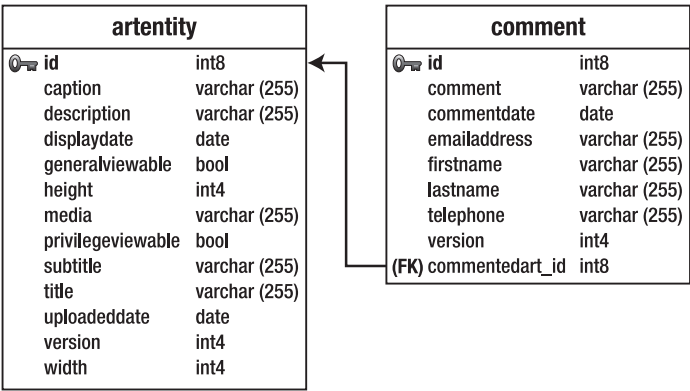 artentity
id int8
caption varchar (255)
description varchar (255)
displaydate date
generalviewable bool
height int4
media varchar (255)
privilegeviewable bool
subtitle varchar (255)
title varchar (255)
uploadeddate date
version int4
width int4
comment
id int8
comment varchar (255)
commentdate date
emailaddress varchar (255)
firstname varchar (255)
lastname varchar (255)
telephone varchar (255)
version int4
(FK) commentedart_id int8